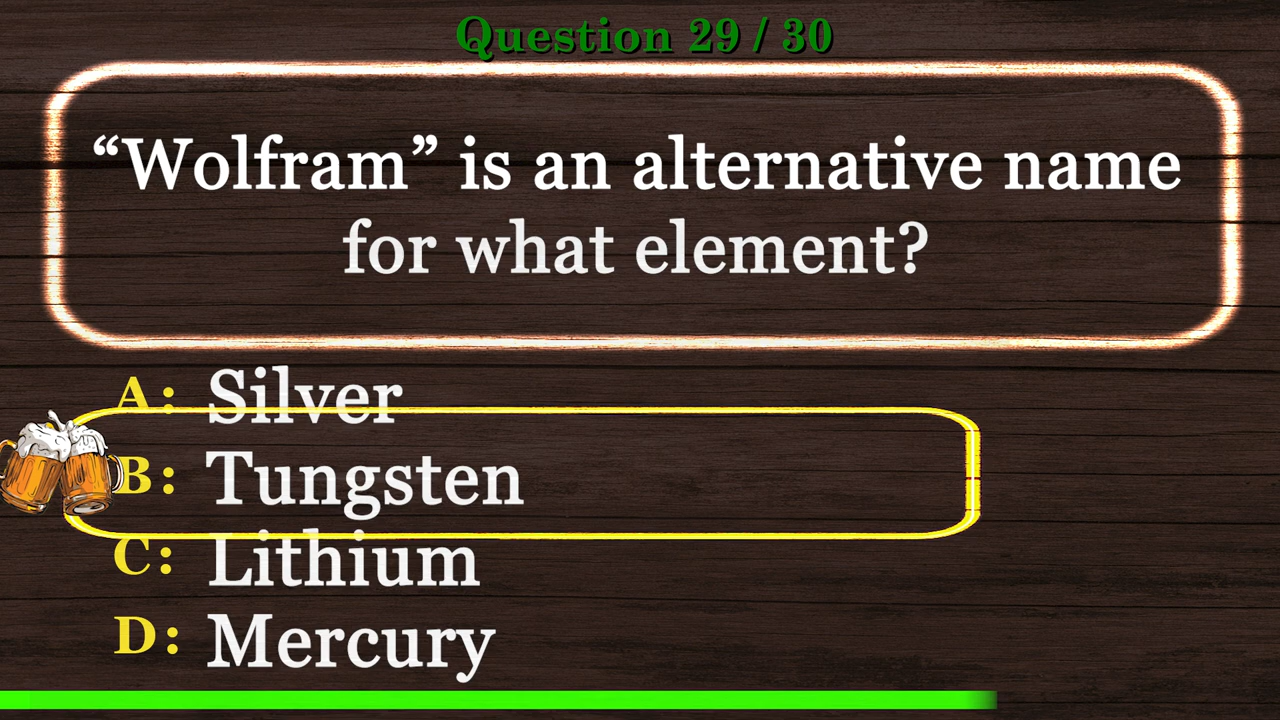 Question 29 / 30
“Wolfram” is an alternative name
for what element?
A: Silver
B: Tungsten
C: Lithium
D: Mercury